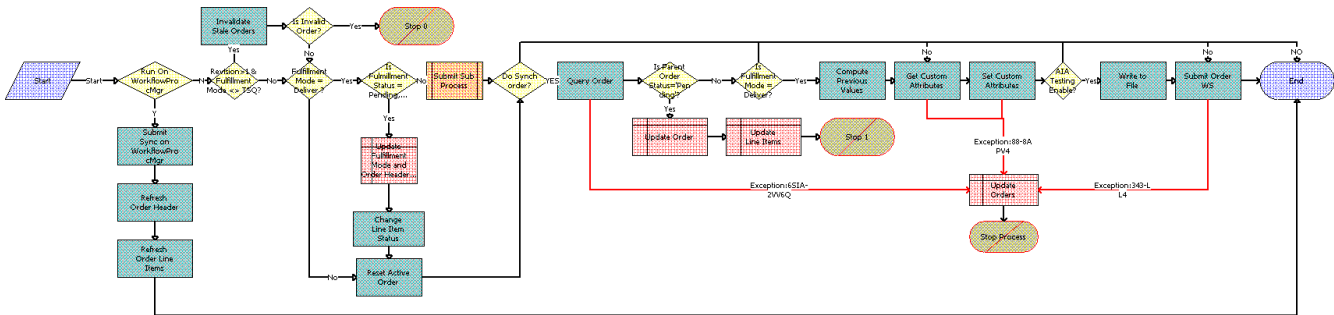 Start
Start
Run On
WorkflowPro
cMgr
Y
Submit
Sync on
WorkflowPro
cMgr
Refresh
Order Header
Refresh
Order Line
Items
N
Revision>1 &
Fulfillment
Mode <> TSQ?
Yes
Invalidate
Stale Orders
Is Invalid
Order?
Yes
Stop 0
No
No
Fulfillment
Mode =
Deliver ?
Yes
No
Is
Fulmillment
Status =
Pending,...
No
Yes
Update
Fulfillment
Mode and
Order Header...
Change
Line Item
Status
Reset Active
Order
Submit Sub
Process
Do Synch
order?
YES
Query Order
Is Parent
Order
Status='Pen
ding'?
Yes
Update Order
Update
Line Items
Stop 1
No
Is
Fulfillment
Mode = Deliver?
Yes
Compute
Previous
Values
No
Get Custom
Attributes
Set Custom
Attributes
AIA
Testing
Enable?
Yes
Write to
File
No
Submit Order
WS
NO
End
Exception:6SIA-
2VV6Q
Exception:88-8A
PV4
Exception:343-L
L4
Update
Orders
Stop Process